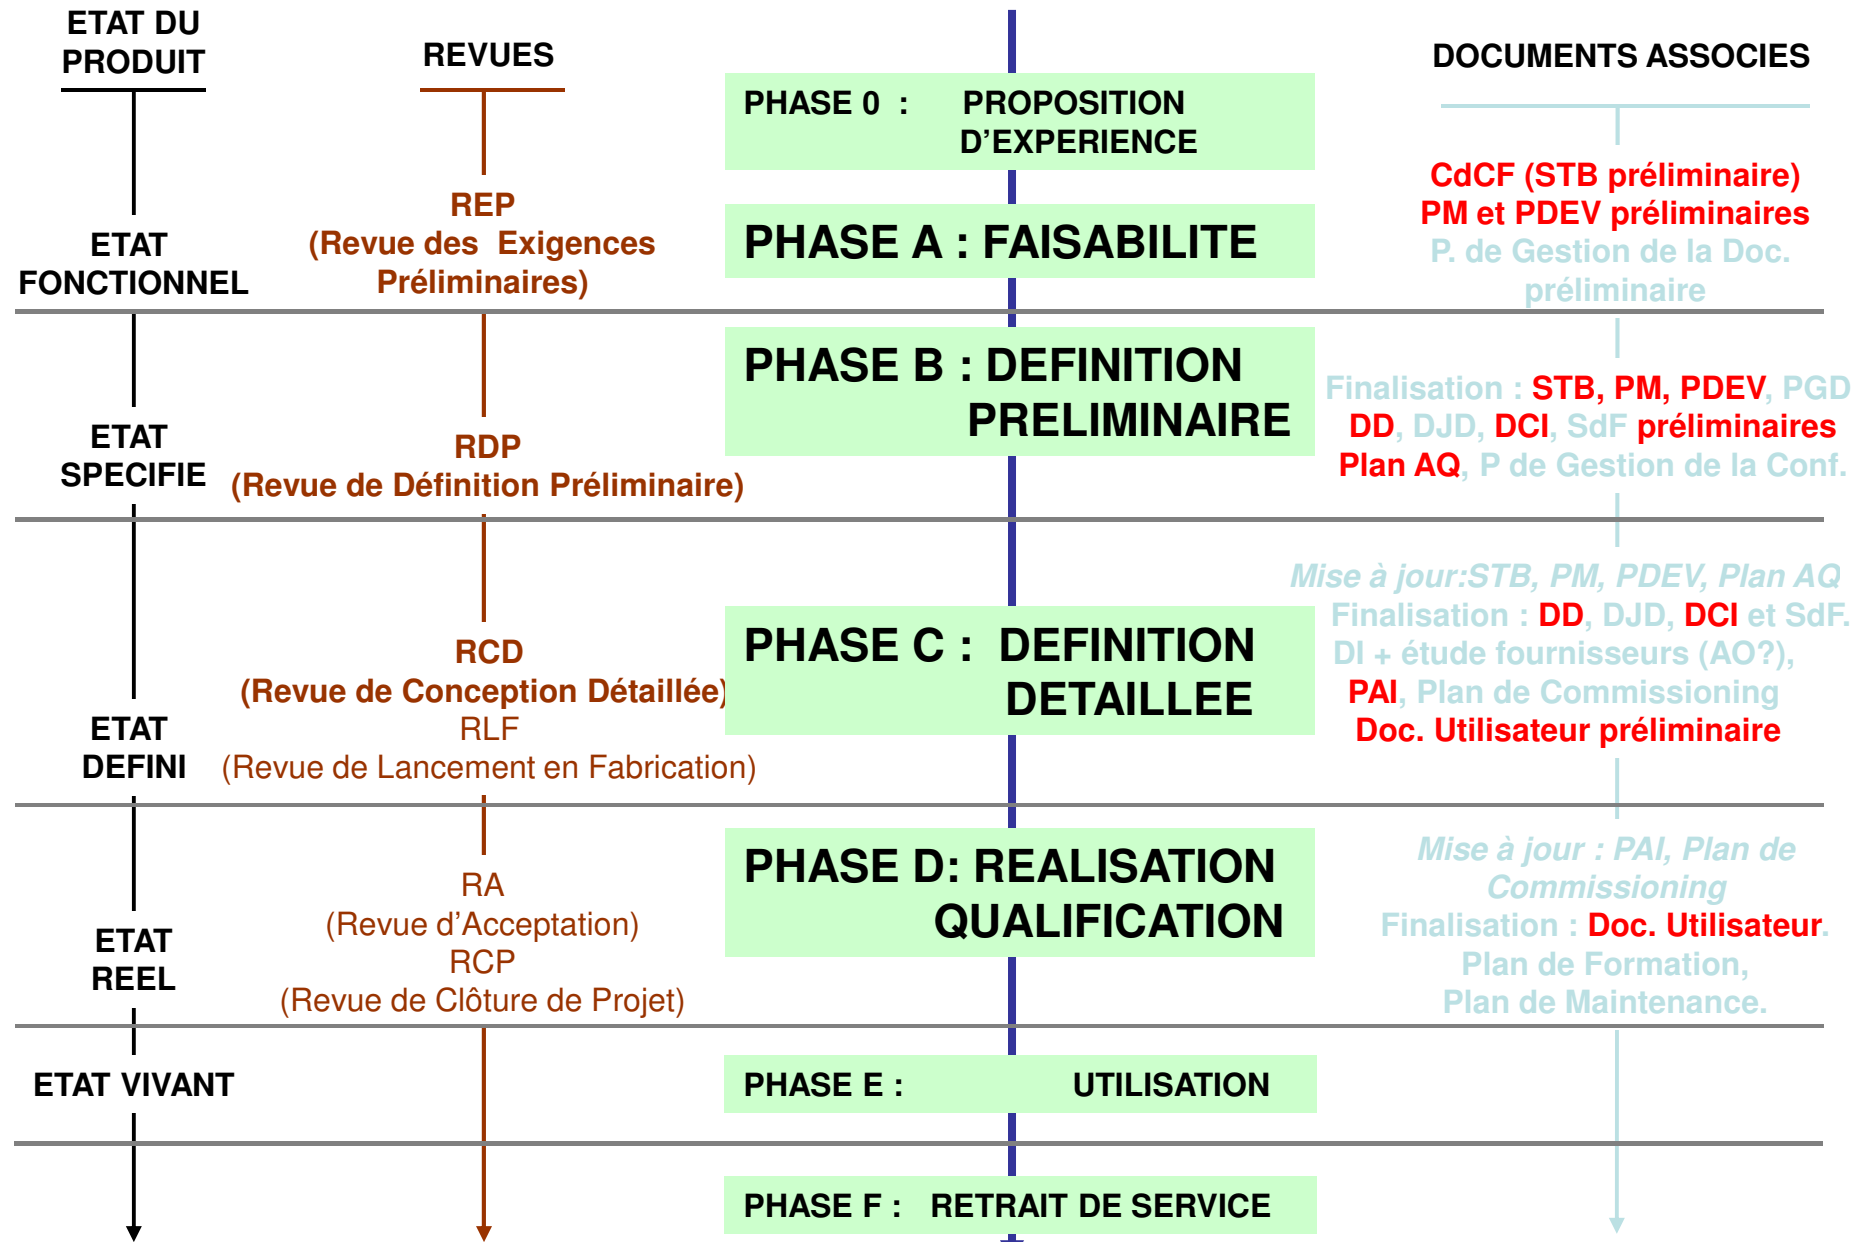 ETAT DU
PRODUIT
REVUES
DOCUMENTS ASSOCIES
PHASE 0 : PROPOSITION
D'EXPERIENCE
CdCF (STB préliminaire)
PM et PDEV préliminaires
P. de Gestion de la Doc.
préliminaire
REP
(Revue des Exigences
Préliminaires)
PHASE A : FAISABILITE
ETAT
FONCTIONNEL
PHASE B : DEFINITION
PRELIMINAIRE
Finalisation : STB, PM, PDEV, PGD
DD, DJD, DCI, SdF préliminaires
Plan AQ, P de Gestion de la Conf.
ETAT
SPECIFIE
RDP
(Revue de Définition Préliminaire)
Mise à jour:STB, PM, PDEV, Plan AQ
Finalisation : DD, DJD, DCI et SdF.
DI + étude fournisseurs (AO?),
PAI, Plan de Commissioning
Doc. Utilisateur préliminaire
PHASE C : DEFINITION
DETAILLEE
RCD
(Revue de Conception Détaillée)
RLF
(Revue de Lancement en Fabrication)
ETAT
DEFINI
PHASE D: REALISATION
QUALIFICATION
Mise à jour : PAI, Plan de
Commissioning
Finalisation : Doc. Utilisateur.
Plan de Formation,
Plan de Maintenance.
RA
(Revue d'Acceptation)
RCP
(Revue de Clôture de Projet)
ETAT
REEL
ETAT VIVANT
PHASE E : UTILISATION
PHASE F : RETRAIT DE SERVICE